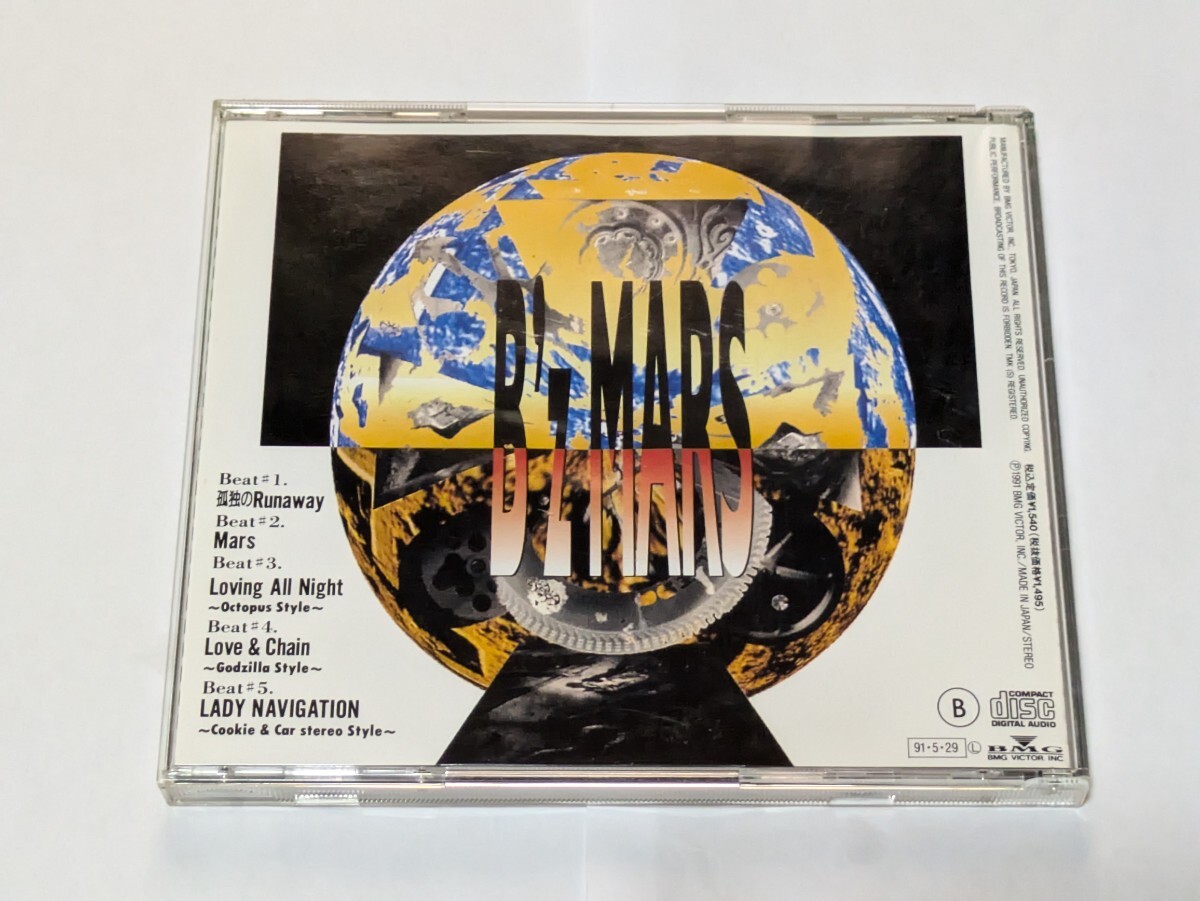 B'z MARS
Beat#1.
孤独のRunaway
Beat#2.
Mars
Beat#3.
Loving All Night
~Octopus Style~
Beat#4.
Love & Chain
~Godzilla Style~
Beat#5.
LADY NAVIGATION
~Cookie & Car stereo Style~
MANUFACTURED BY BMG VICTOR, INC., TOKYO, JAPAN. ALL RIGHTS RESERVED. UNAUTHORIZED COPYING,
PUBLIC PERFORMANCE, BROADCASTING OF THIS RECORD IS FORBIDDEN. TMK (S) REGISTERED
税込定価¥1,540(税抜価格¥1,495)
Ⓟ1991 BMG VICTOR, INC/MADE IN JAPAN/STEREO
B
COMPACT
disc
DIGITAL AUDIO
91・5・29 Ⓛ
BMG
BMG VICTOR, INC